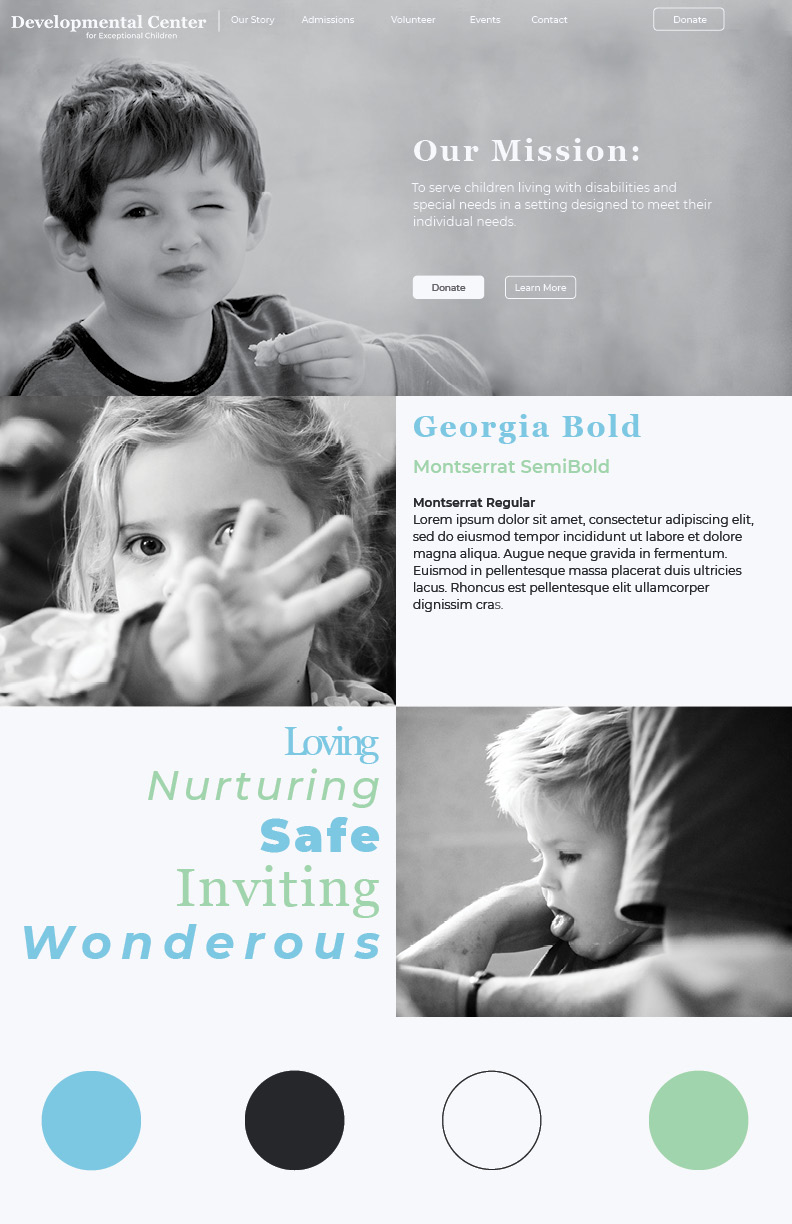 Developmental Center
for Exceptional Children
Our Story Admissions Volunteer Events Contact Donate
Our Mission:
To serve children living with disabilities and
special needs in a setting designed to meet their
individual needs.
Donate Learn More
Georgia Bold
Montserrat SemiBold
Montserrat Regular
Lorem ipsum dolor sit amet, consectetur adipiscing elit,
sed do eiusmod tempor incididunt ut labore et dolore
magna aliqua. Augue neque gravida in fermentum.
Euismod in pellentesque massa placerat duis ultricies
lacus. Rhoncus est pellentesque elit ullamcorper
dignissim cras.
Loving
Nurturing
Safe
Inviting
Wonderous